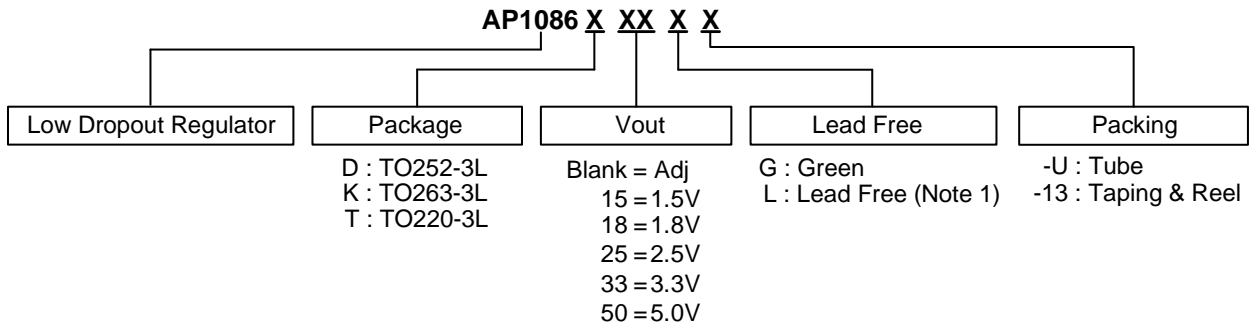 AP1086 X XX X X
Low Dropout Regulator
Package
Vout
Lead Free
Packing
D : TO252-3L
K : TO263-3L
T : TO220-3L
Blank = Adj
15 = 1.5V
18 = 1.8V
25 = 2.5V
33 = 3.3V
50 = 5.0V
G : Green
L : Lead Free (Note 1)
-U : Tube
-13 : Taping & Reel